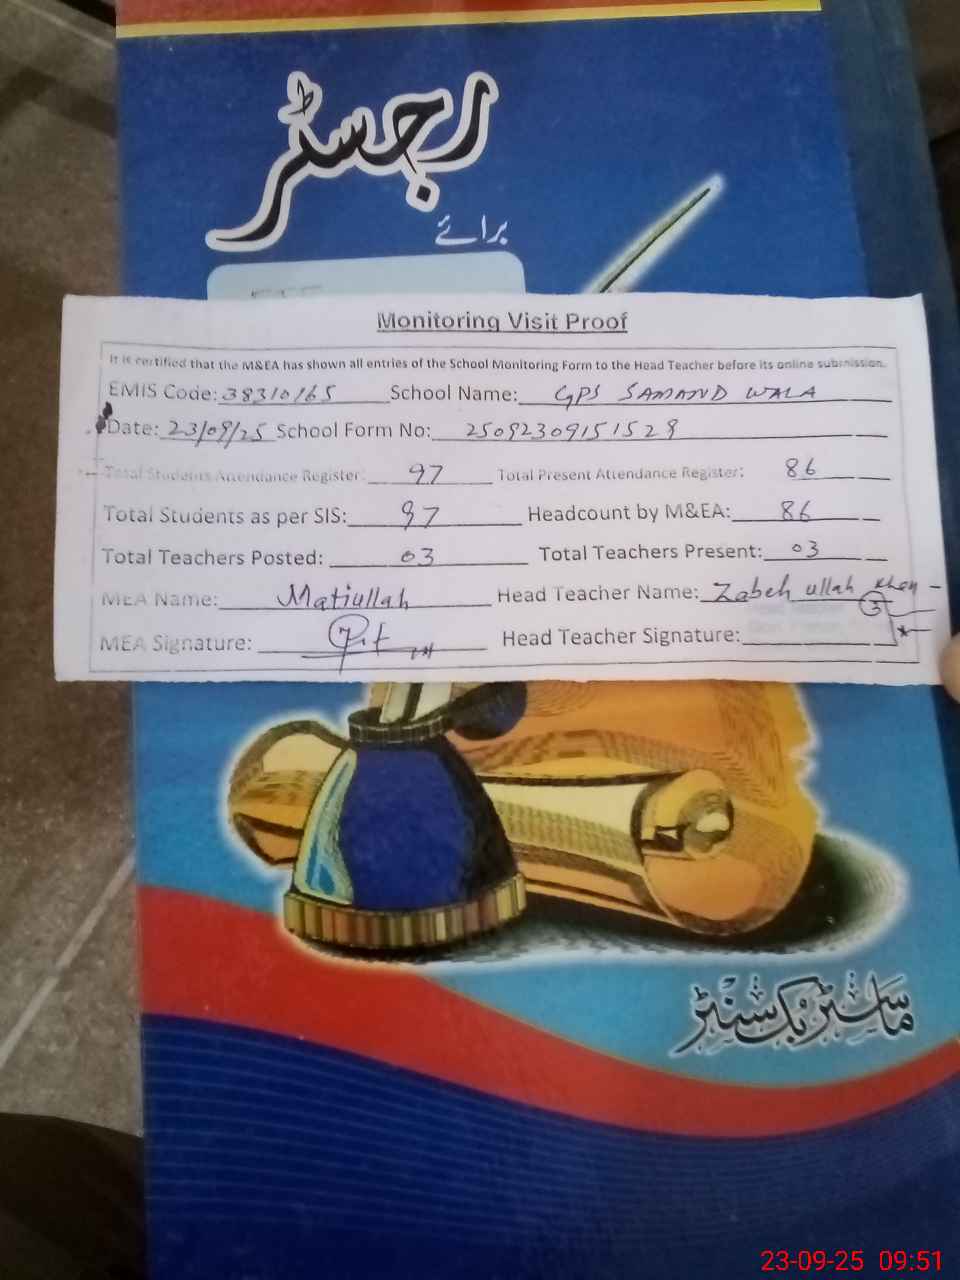 رجسٹر
برائے
Monitoring Visit Proof
It is certified that the M&EA has shown all entries of the School Monitoring Form to the Head Teacher before its online submission.
EMIS Code: 38310165 School Name: GPS SAMAND WALA
Date: 23/09/25 School Form No: 25092309151529
Total Students Attendance Register: 97 Total Present Attendance Register: 86
Total Students as per SIS: 97 Headcount by M&EA: 86
Total Teachers Posted: 03 Total Teachers Present: 03
MEA Name: Matiullah Head Teacher Name: Zabeh ullah khan
MEA Signature: Head Teacher Signature:
ماسٹر بک سنٹر
23-09-25 09:51